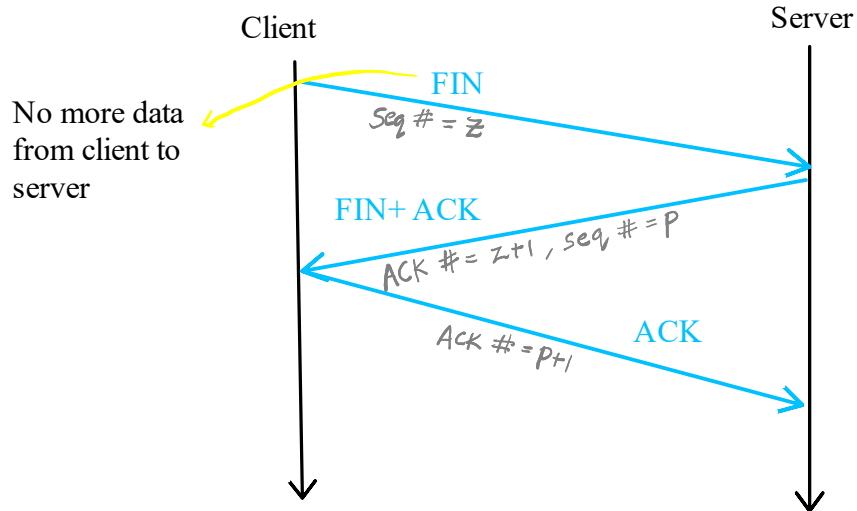 Client
Server
FIN
Seq # = z
No more data
from client to
server
FIN+ ACK
ACK # = z+1, seq # = P
ACK
ACK # = P+1